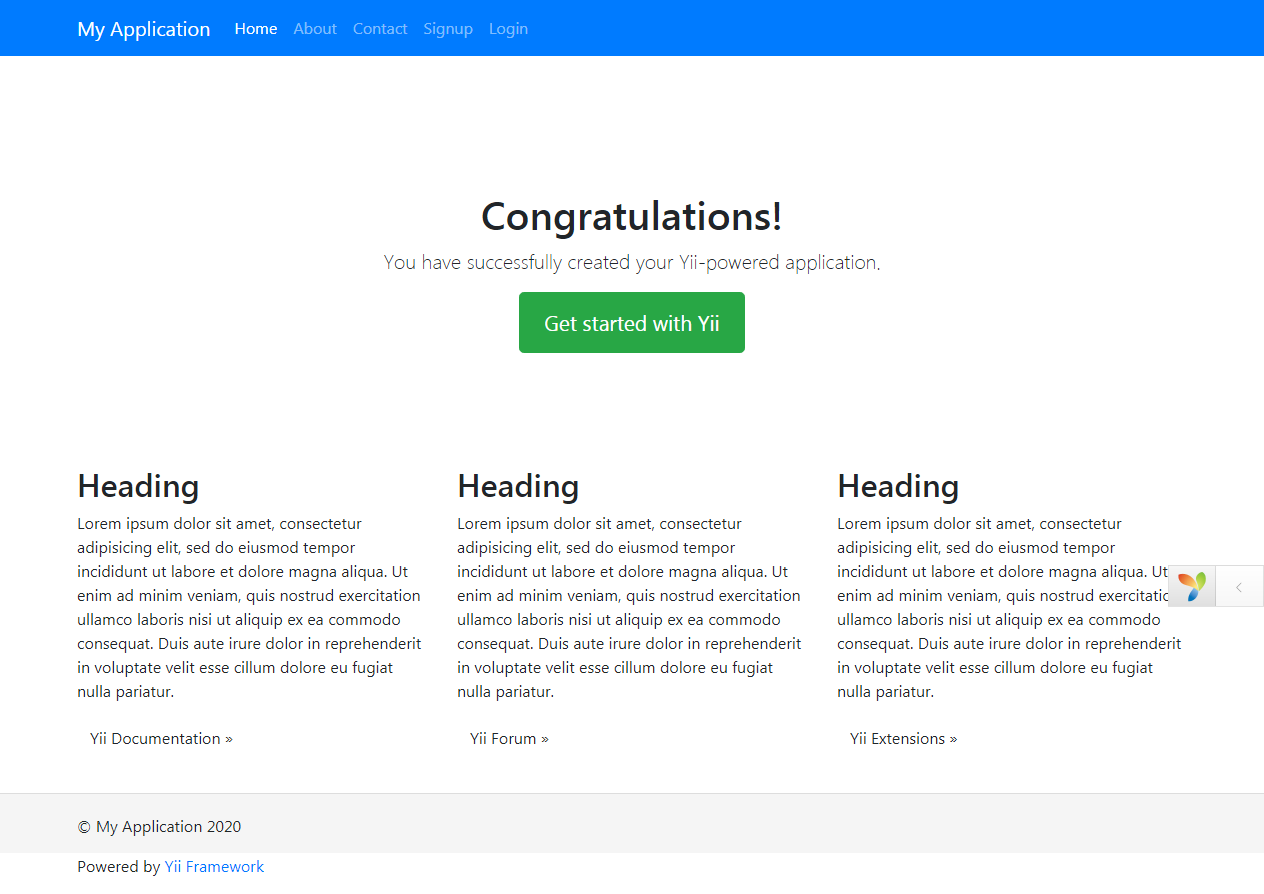 My Application Home About Contact Signup Login
Congratulations!
You have successfully created your Yii-powered application.
Get started with Yii
Heading
Lorem ipsum dolor sit amet, consectetur
adipisicing elit, sed do eiusmod tempor
incididunt ut labore et dolore magna aliqua. Ut
enim ad minim veniam, quis nostrud exercitation
ullamco laboris nisi ut aliquip ex ea commodo
consequat. Duis aute irure dolor in reprehenderit
in voluptate velit esse cillum dolore eu fugiat
nulla pariatur.
Yii Documentation »
Heading
Lorem ipsum dolor sit amet, consectetur
adipisicing elit, sed do eiusmod tempor
incididunt ut labore et dolore magna aliqua. Ut
enim ad minim veniam, quis nostrud exercitation
ullamco laboris nisi ut aliquip ex ea commodo
consequat. Duis aute irure dolor in reprehenderit
in voluptate velit esse cillum dolore eu fugiat
nulla pariatur.
Yii Forum »
Heading
Lorem ipsum dolor sit amet, consectetur
adipisicing elit, sed do eiusmod tempor
incididunt ut labore et dolore magna aliqua. Ut
enim ad minim veniam, quis nostrud
ullamco laboris nisi ut aliquip ex ea commodo
consequat. Duis aute irure dolor in reprehenderit
in voluptate velit esse cillum dolore eu fugiat
nulla pariatur.
Yii Extensions »
© My Application 2020
Powered by Yii Framework